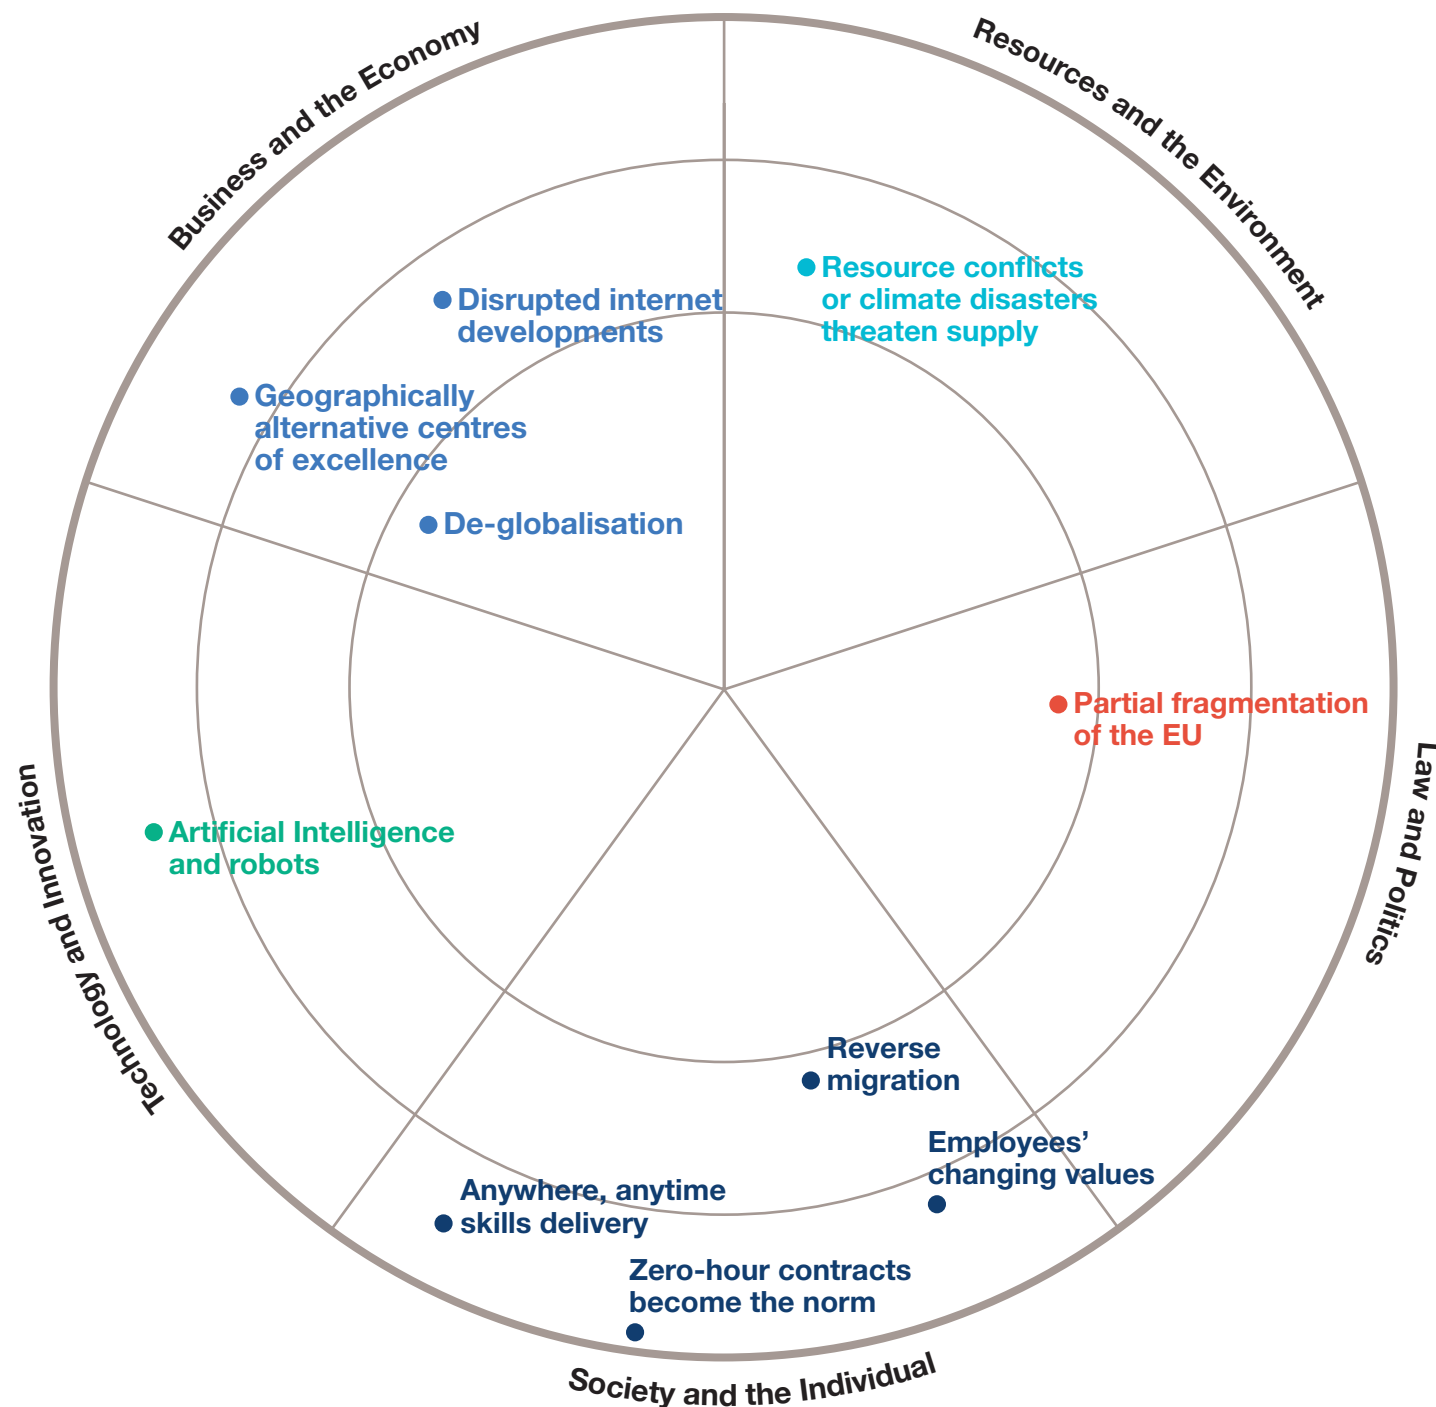 Business and the Economy
Resources and the Environment
Resource conflicts
or climate disasters
threaten supply
Disrupted internet
developments
Geographically
alternative centres
of excellence
De-globalisation
Partial fragmentation
of the EU
Law and Politics
Technology and Innovation
Artificial Intelligence
and robots
Reverse
migration
Employees’
changing values
Anywhere, anytime
skills delivery
Zero-hour contracts
become the norm
Society and the Individual